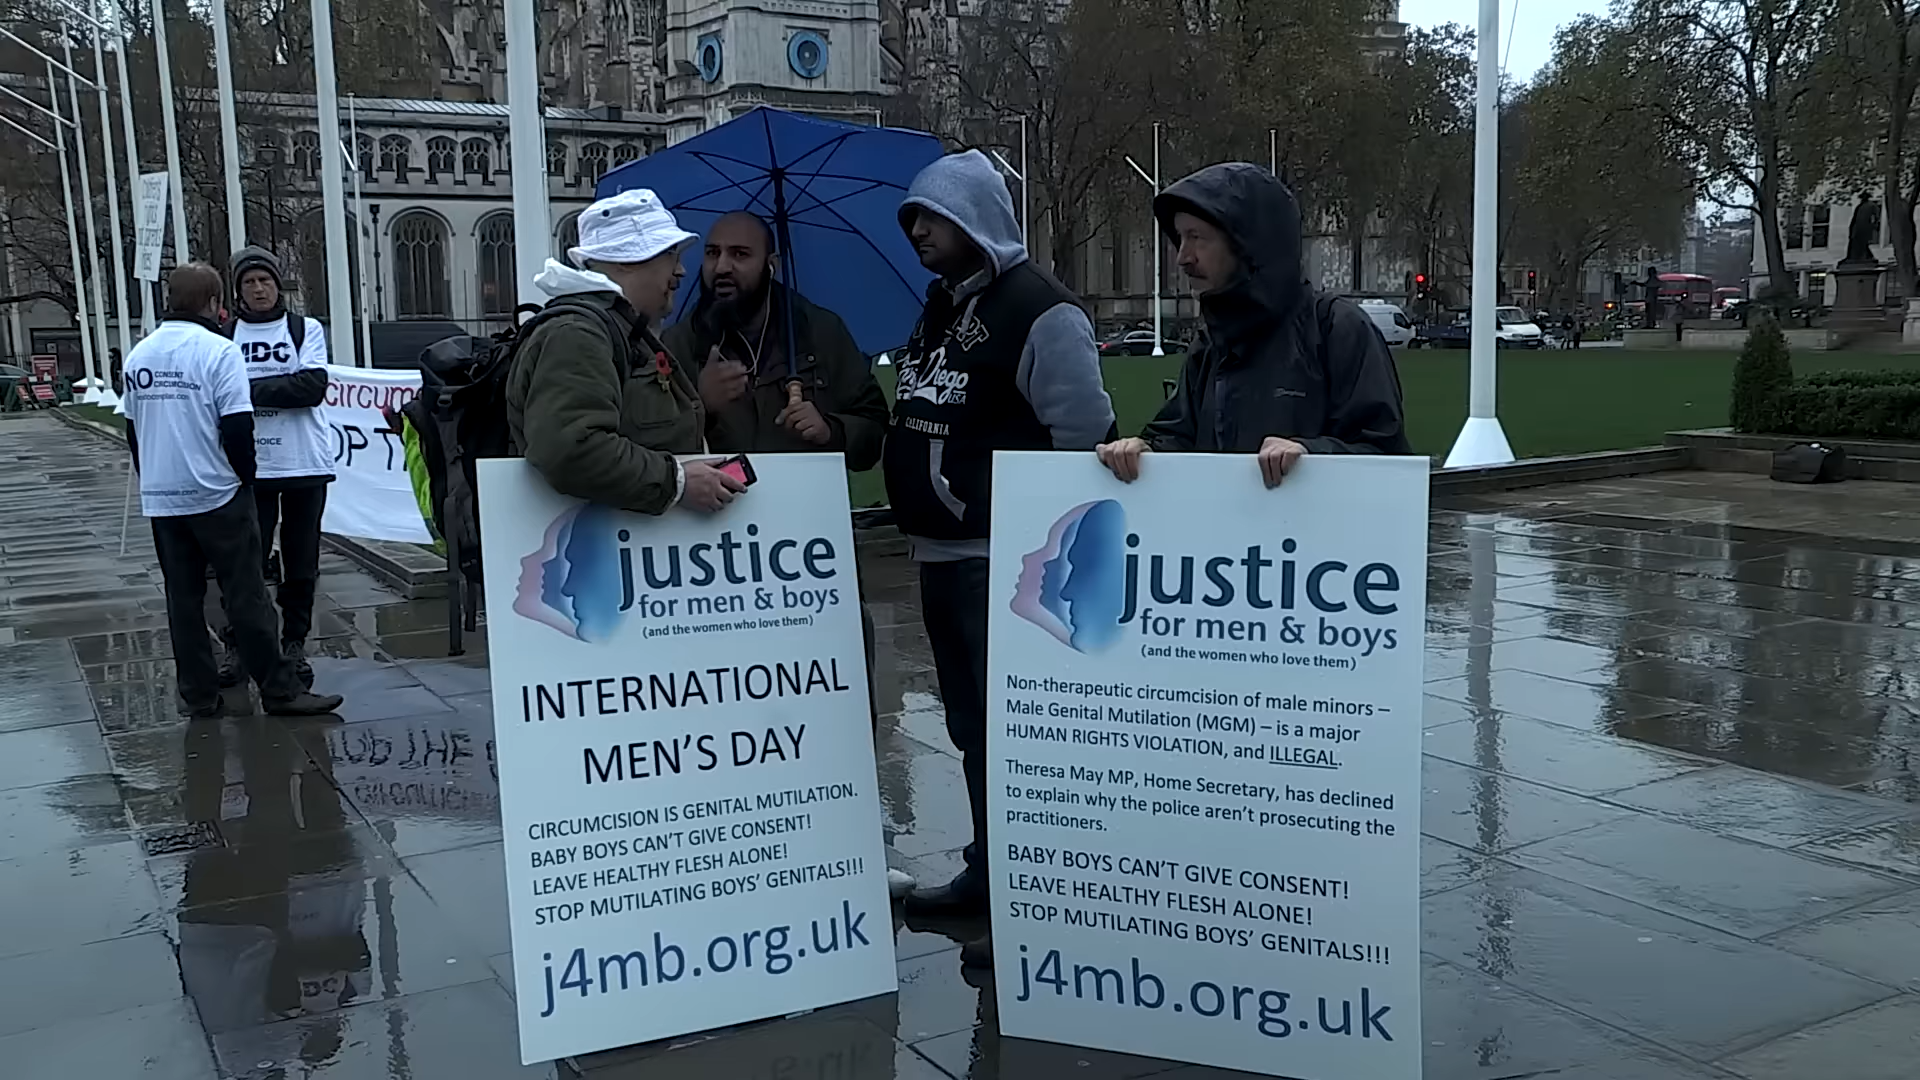 justice
for men & boys
(and the women who love them)
INTERNATIONAL
MEN'S DAY
CIRCUMCISION IS GENITAL MUTILATION.
BABY BOYS CAN'T GIVE CONSENT!
LEAVE HEALTHY FLESH ALONE!
STOP MUTILATING BOYS' GENITALS!!!
j4mb.org.uk
justice
for men & boys
(and the women who love them)
Non-therapeutic circumcision of male minors –
Male Genital Mutilation (MGM) – is a major
HUMAN RIGHTS VIOLATION, and ILLEGAL.
Theresa May MP, Home Secretary, has declined
to explain why the police aren't prosecuting the
practitioners.
BABY BOYS CAN'T GIVE CONSENT!
LEAVE HEALTHY FLESH ALONE!
STOP MUTILATING BOYS' GENITALS!!!
j4mb.org.uk
NO CONSENT
CIRCUMCISION
MDC
BODY
HOICE
circum
OP T
Diego
USA
CALIFORNIA